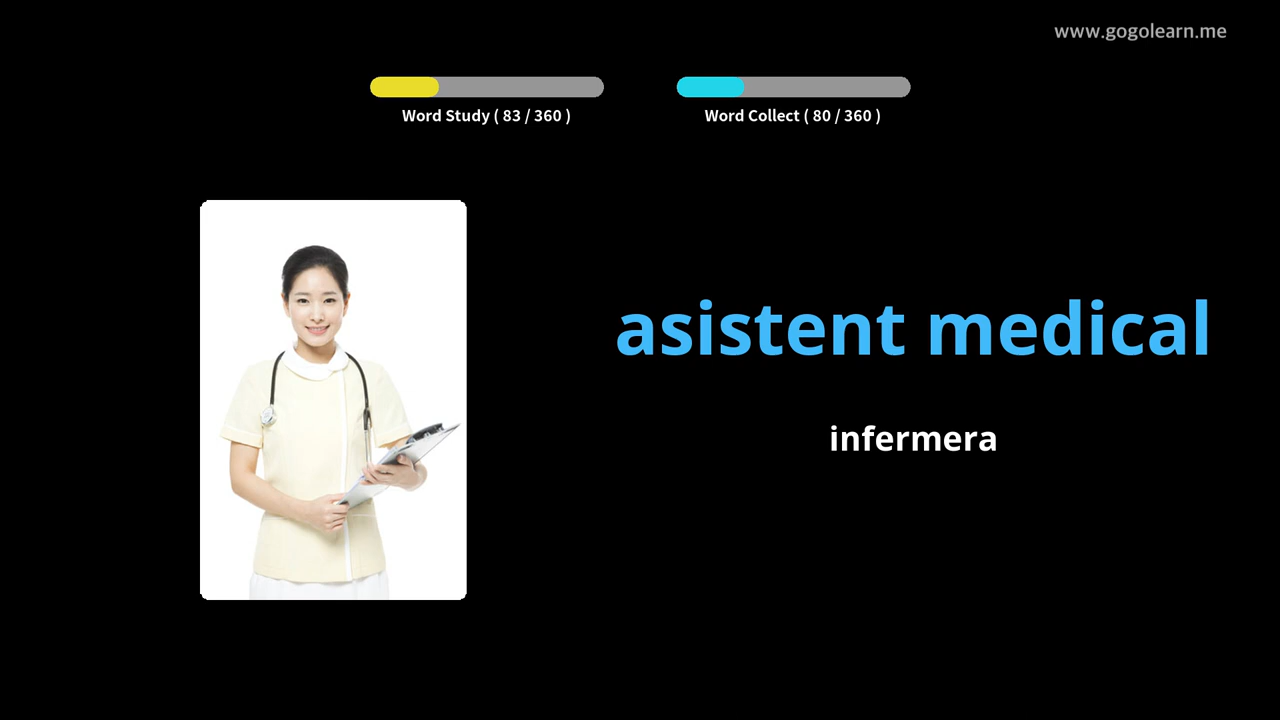 www.gogolearn.me
Word Study ( 83 / 360 )
Word Collect ( 80 / 360 )
asistent medical
infermera